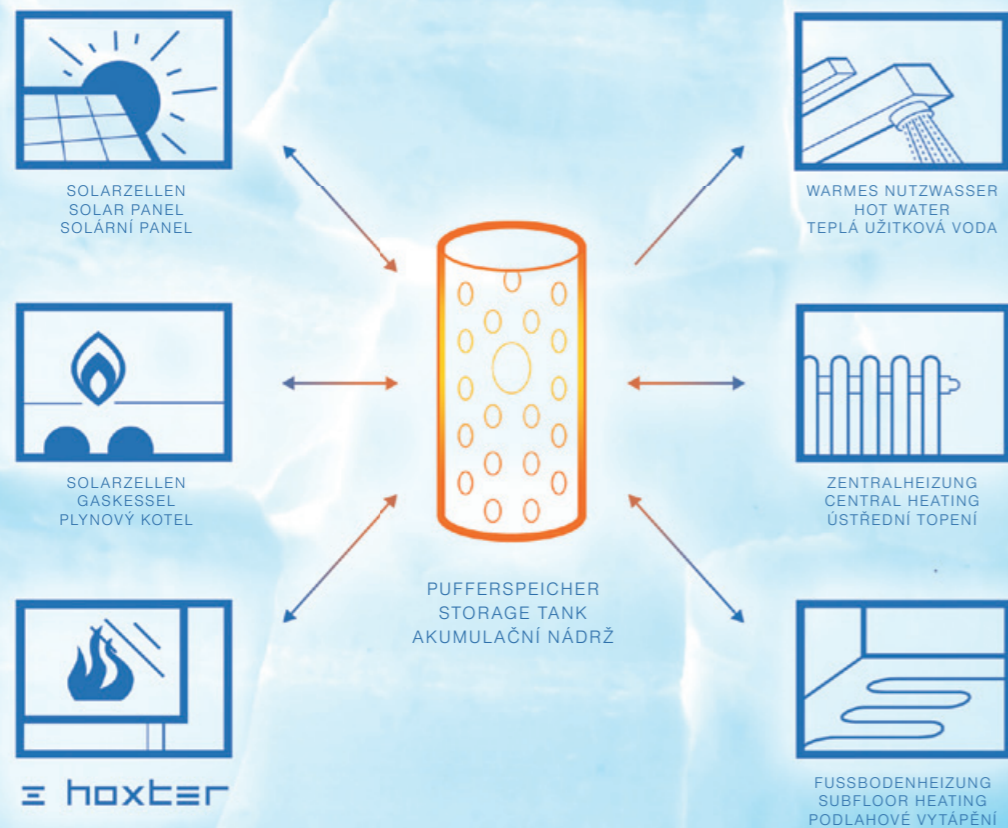 SOLARZELLEN
SOLAR PANEL
SOLÁRNÍ PANEL
SOLARZELLEN
GASKESSEL
PLYNOVÝ KOTEL
hoxter
PUFFERSPEICHER
STORAGE TANK
AKUMULAČNÍ NÁDRŽ
WARMES NUTZWASSER
HOT WATER
TEPLÁ UŽITKOVÁ VODA
ZENTRALHEIZUNG
CENTRAL HEATING
ÚSTŘEDNÍ TOPENÍ
FUSSBODENHEIZUNG
SUBFLOOR HEATING
PODLAHOVÉ VYTÁPĚNÍ